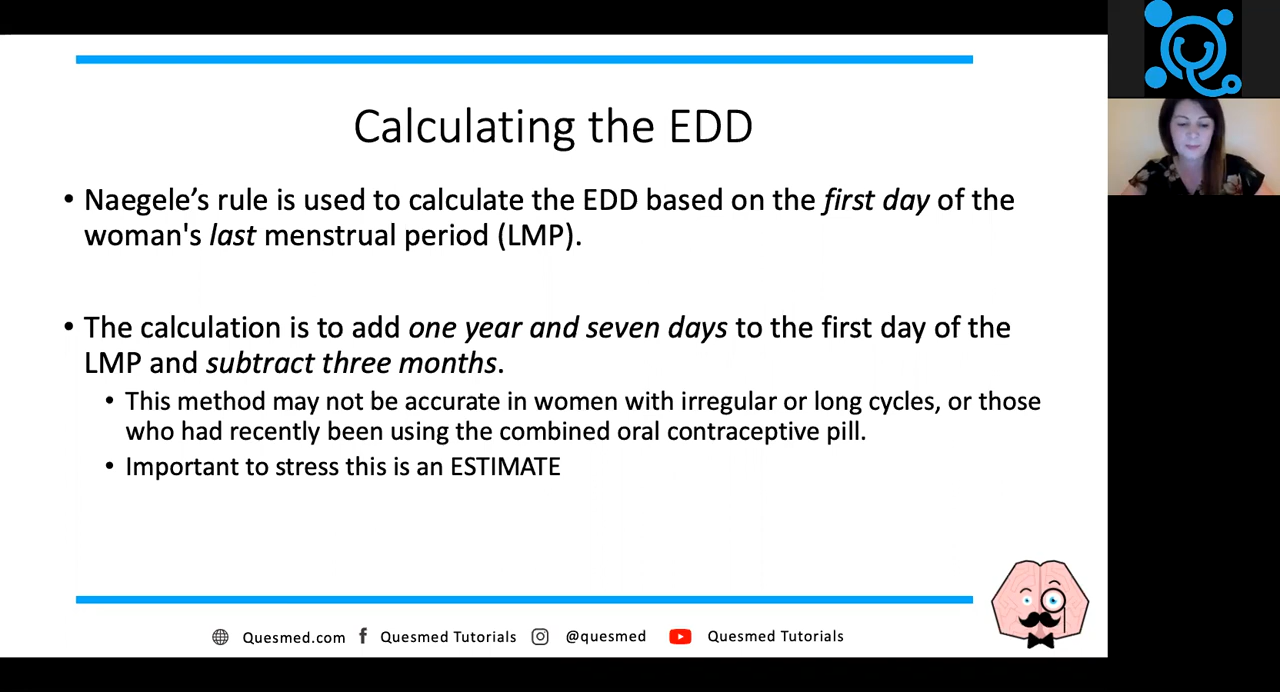 Calculating the EDD
• Naegele’s rule is used to calculate the EDD based on the first day of the
woman's last menstrual period (LMP).
• The calculation is to add one year and seven days to the first day of the
LMP and subtract three months.
• This method may not be accurate in women with irregular or long cycles, or those
who had recently been using the combined oral contraceptive pill.
• Important to stress this is an ESTIMATE
Quesmed.com Quesmed Tutorials @quesmed Quesmed Tutorials